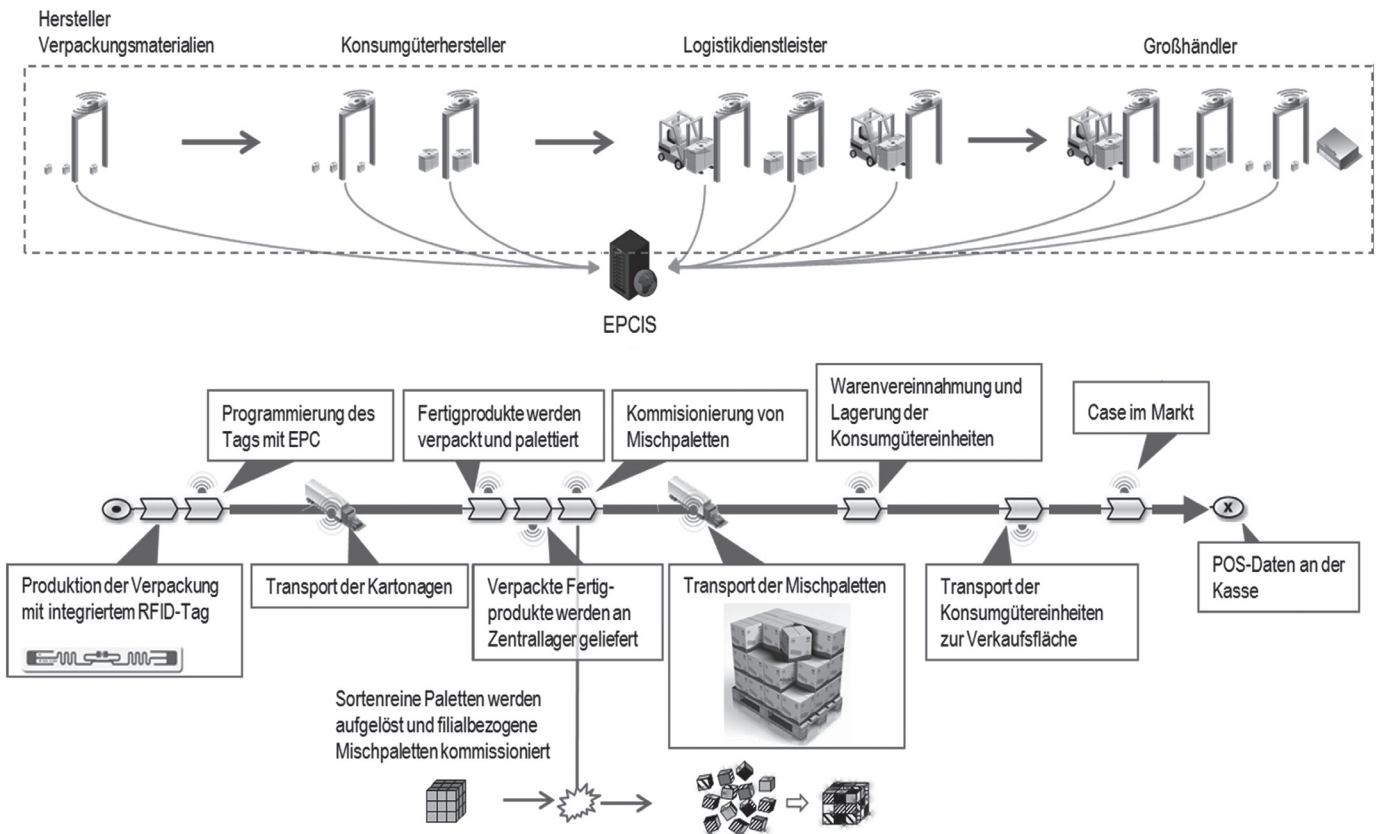 Hersteller
Verpackungsmaterialien
Konsumgüterhersteller
Logistikdienstleister
Großhändler
EPCIS
Programmierung des
Tags mit EPC
Fertigprodukte werden
verpackt und palettiert
Kommisionierung von
Mischpaletten
Warenvereinnahmung und
Lagerung der
Konsumgütereinheiten
Case im Markt
X
Produktion der Verpackung
mit integriertem RFID-Tag
Transport der Kartonagen
Verpackte Fertig-
produkte werden an
Zentrallager geliefert
Transport der Mischpaletten
Transport der
Konsumgütereinheiten
zur Verkaufsfläche
POS-Daten an der
Kasse
Sortenreine Paletten werden
aufgelöst und filialbezogene
Mischpaletten kommissioniert